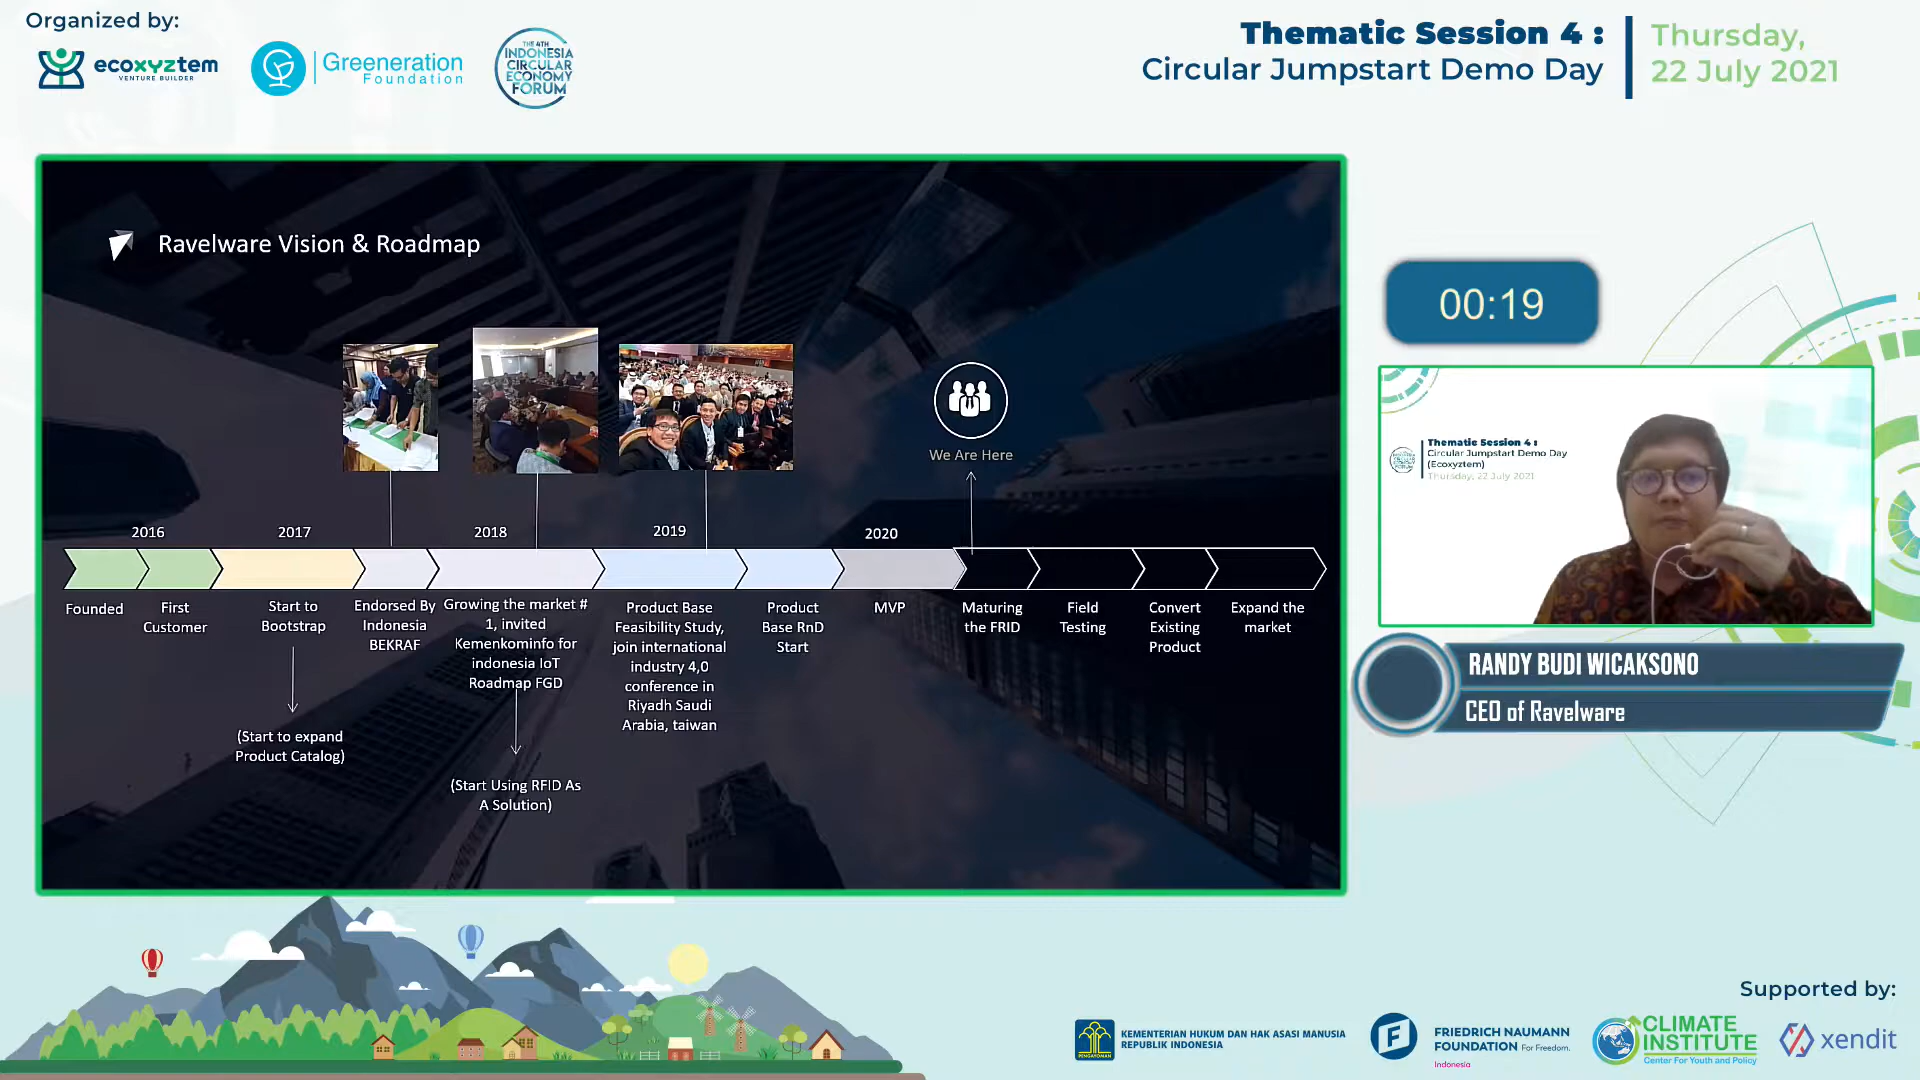 Organized by:
ecoxyztem
VENTURE BUILDER
Greeneration
Foundation
THE 4TH
INDONESIA
CIRCULAR
ECONOMY
FORUM
Thematic Session 4 :
Circular Jumpstart Demo Day
Thursday,
22 July 2021
Ravelware Vision & Roadmap
We Are Here
2016
2017
2018
2019
2020
Founded
First
Customer
Start to
Bootstrap
(Start to expand
Product Catalog)
Endorsed By
Indonesia
BEKRAF
Growing the market #
1, invited
Kemenkominfo for
indonesia IoT
Roadmap FGD
(Start Using RFID As
A Solution)
Product Base
Feasibility Study,
join international
industry 4,0
conference in
Riyadh Saudi
Arabia, taiwan
Product
Base RnD
Start
MVP
Maturing
the FRID
Field
Testing
Convert
Existing
Product
Expand the
market
00:19
Thematic Session 4 :
Circular Jumpstart Demo Day
(Ecoxyztem)
Thursday, 22 July 2021
RANDY BUDI WICAKSONO
CEO of Ravelware
Supported by:
PENGAYOMAN
KEMENTERIAN HUKUM DAN HAK ASASI MANUSIA
REPUBLIK INDONESIA
FRIEDRICH NAUMANN
FOUNDATION For Freedom.
Indonesia
CLIMATE
INSTITUTE
Center For Youth and Policy
xendit